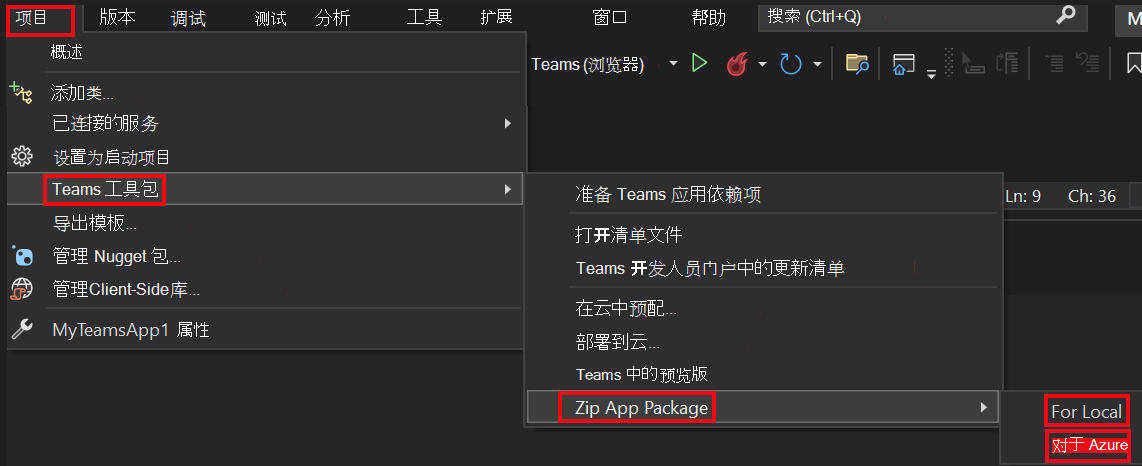 项目 版本 调试 测试 分析 工具 扩展 窗口 帮助 搜索 (Ctrl+Q) M
概述
Teams (浏览器)
添加类...
已连接的服务
设置为启动项目
Teams 工具包
导出模板...
管理 Nugget 包...
管理Client-Side库...
MyTeamsApp1 属性
Ln: 9 Ch: 36
准备 Teams 应用依赖项
打开清单文件
Teams 开发人员门户中的更新清单
在云中预配...
部署到云...
Teams 中的预览版
Zip App Package
For Local
对于 Azure